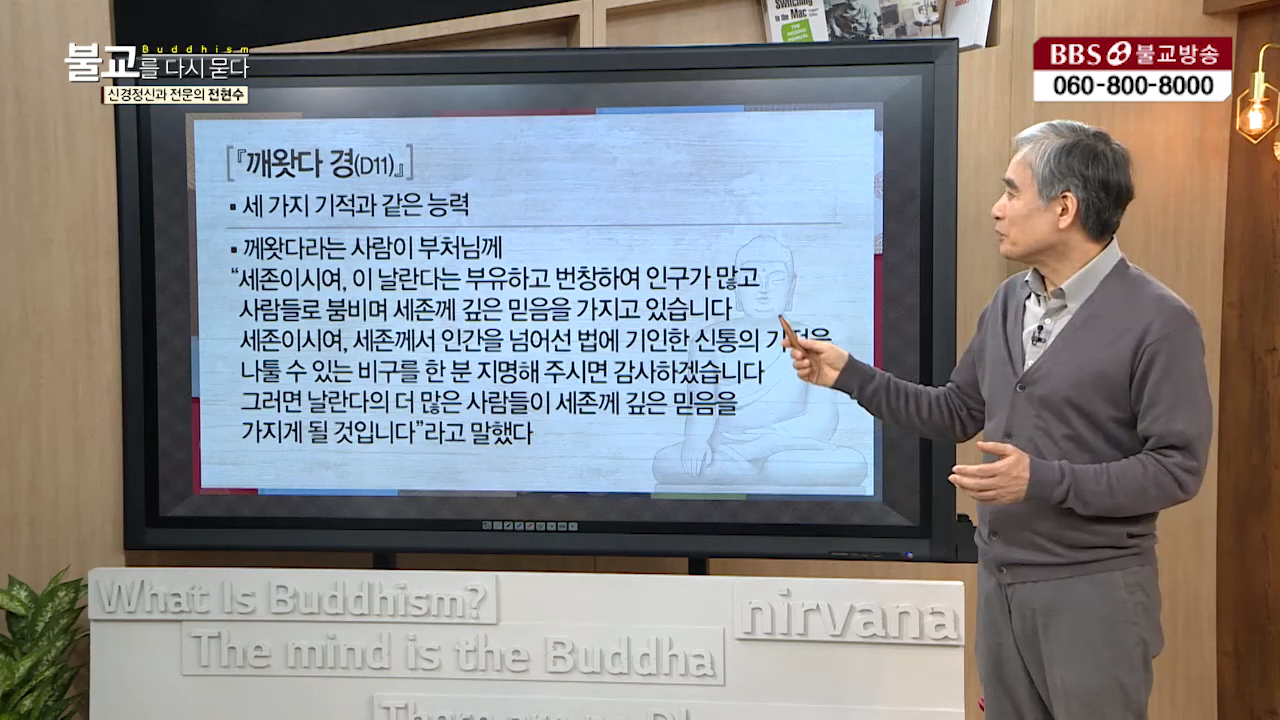 Buddhism
불교를 다시 묻다
신경정신과 전문의 전현수
BBS 불교방송
060-800-8000
Switching
to the Mac
[『깨왓다 경(D11)』]
▪ 세 가지 기적과 같은 능력
▪ 께왓다라는 사람이 부처님께
“세존이시여, 이 날란다는 부유하고 번창하여 인구가 많고
사람들로 붐비며 세존께 깊은 믿음을 가지고 있습니다
세존이시여, 세존께서 인간을 넘어선 법에 기인한 신통의
나툴 수 있는 비구를 한 분 지명해 주시면 감사하겠습니다
그러면 날란다의 더 많은 사람들이 세존께 깊은 믿음을
가지게 될 것입니다”라고 말했다
What Is Buddhism?
nirvana
The mind is the Buddha